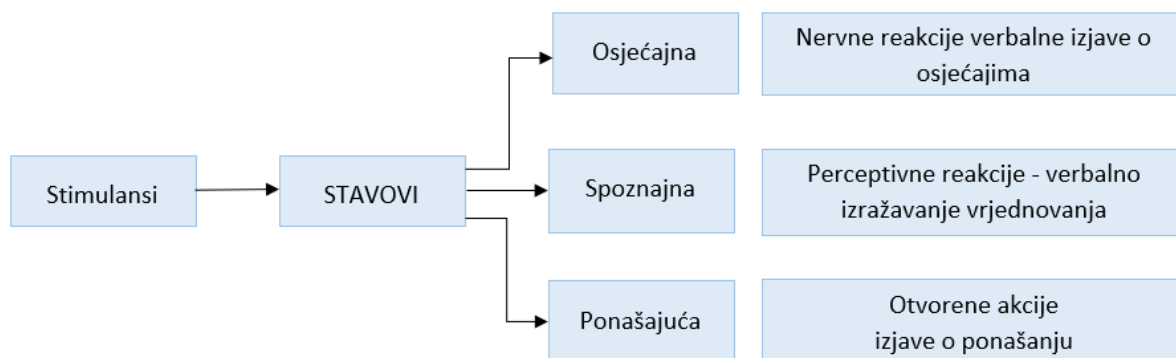 Stimulansi
STAVOVI
Osjećajna
Nervne reakcije verbalne izjave o
osjećajima
Spoznajna
Perceptivne reakcije - verbalno
izražavanje vrjednovanja
Ponašajuća
Otvorene akcije
izjave o ponašanju